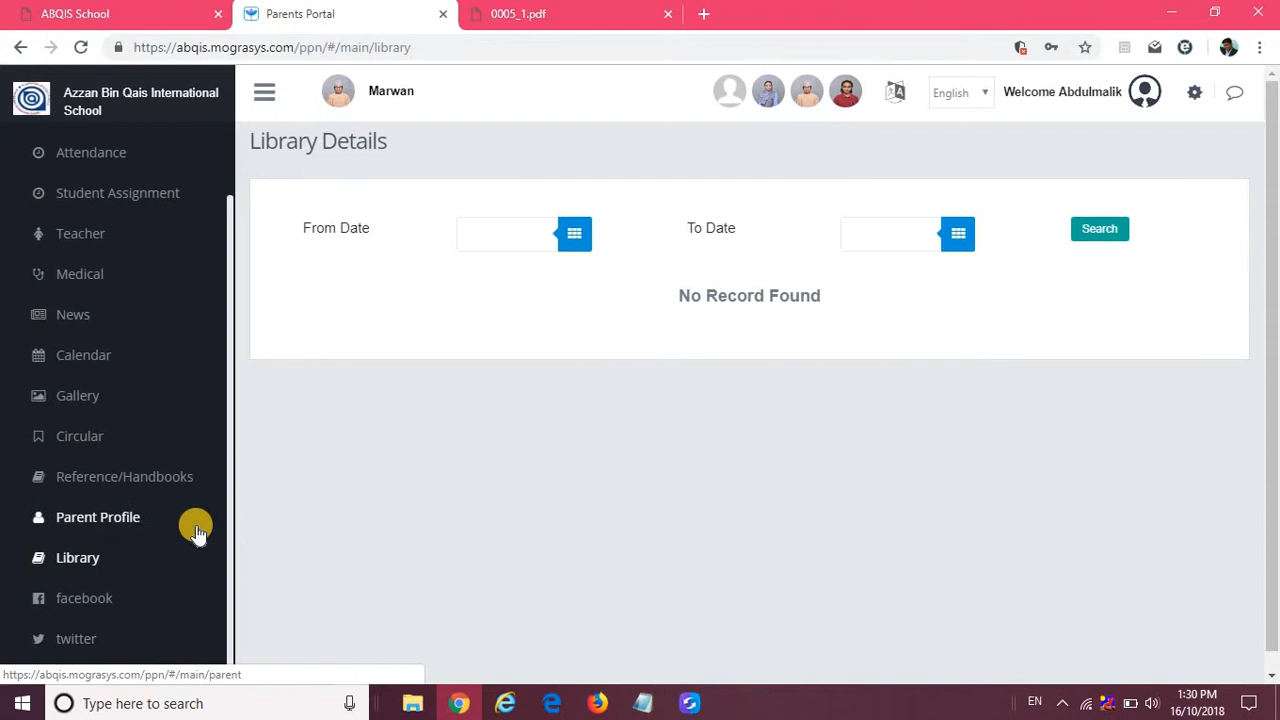 ABQIS School
Parents Portal
0005_1.pdf
https://abqis.mograsys.com/ppn/#/main/library
Azzan Bin Qais International
School
Marwan
English
Welcome Abdulmalik
Attendance
Student Assignment
Teacher
Medical
News
Calendar
Gallery
Circular
Reference/Handbooks
Parent Profile
Library
facebook
twitter
Library Details
From Date
To Date
Search
No Record Found
https://abqis.mograsys.com/ppn/#/main/parent
Type here to search
EN
1:30 PM
16/10/2018